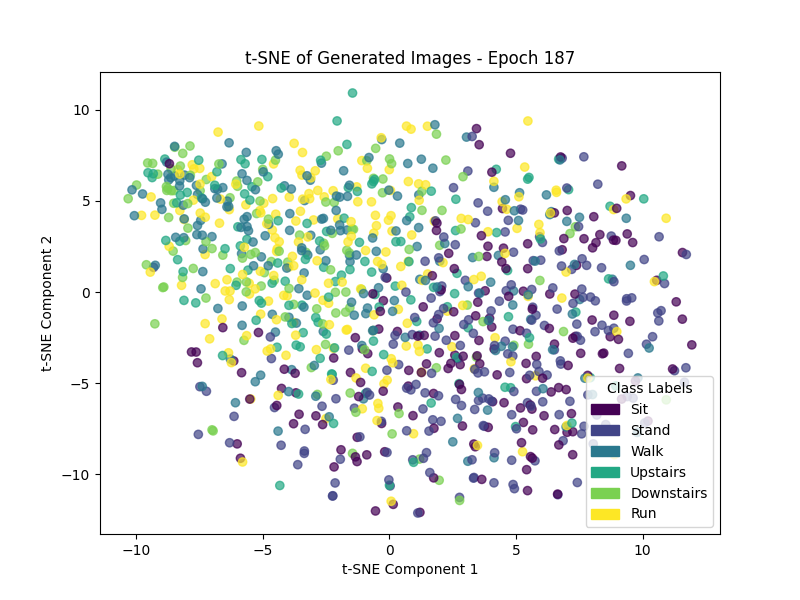 t-SNE of Generated Images - Epoch 187
t-SNE Component 2
10
5
0
−5
−10
−10
−5
0
5
10
t-SNE Component 1
Class Labels
Sit
Stand
Walk
Upstairs
Downstairs
Run